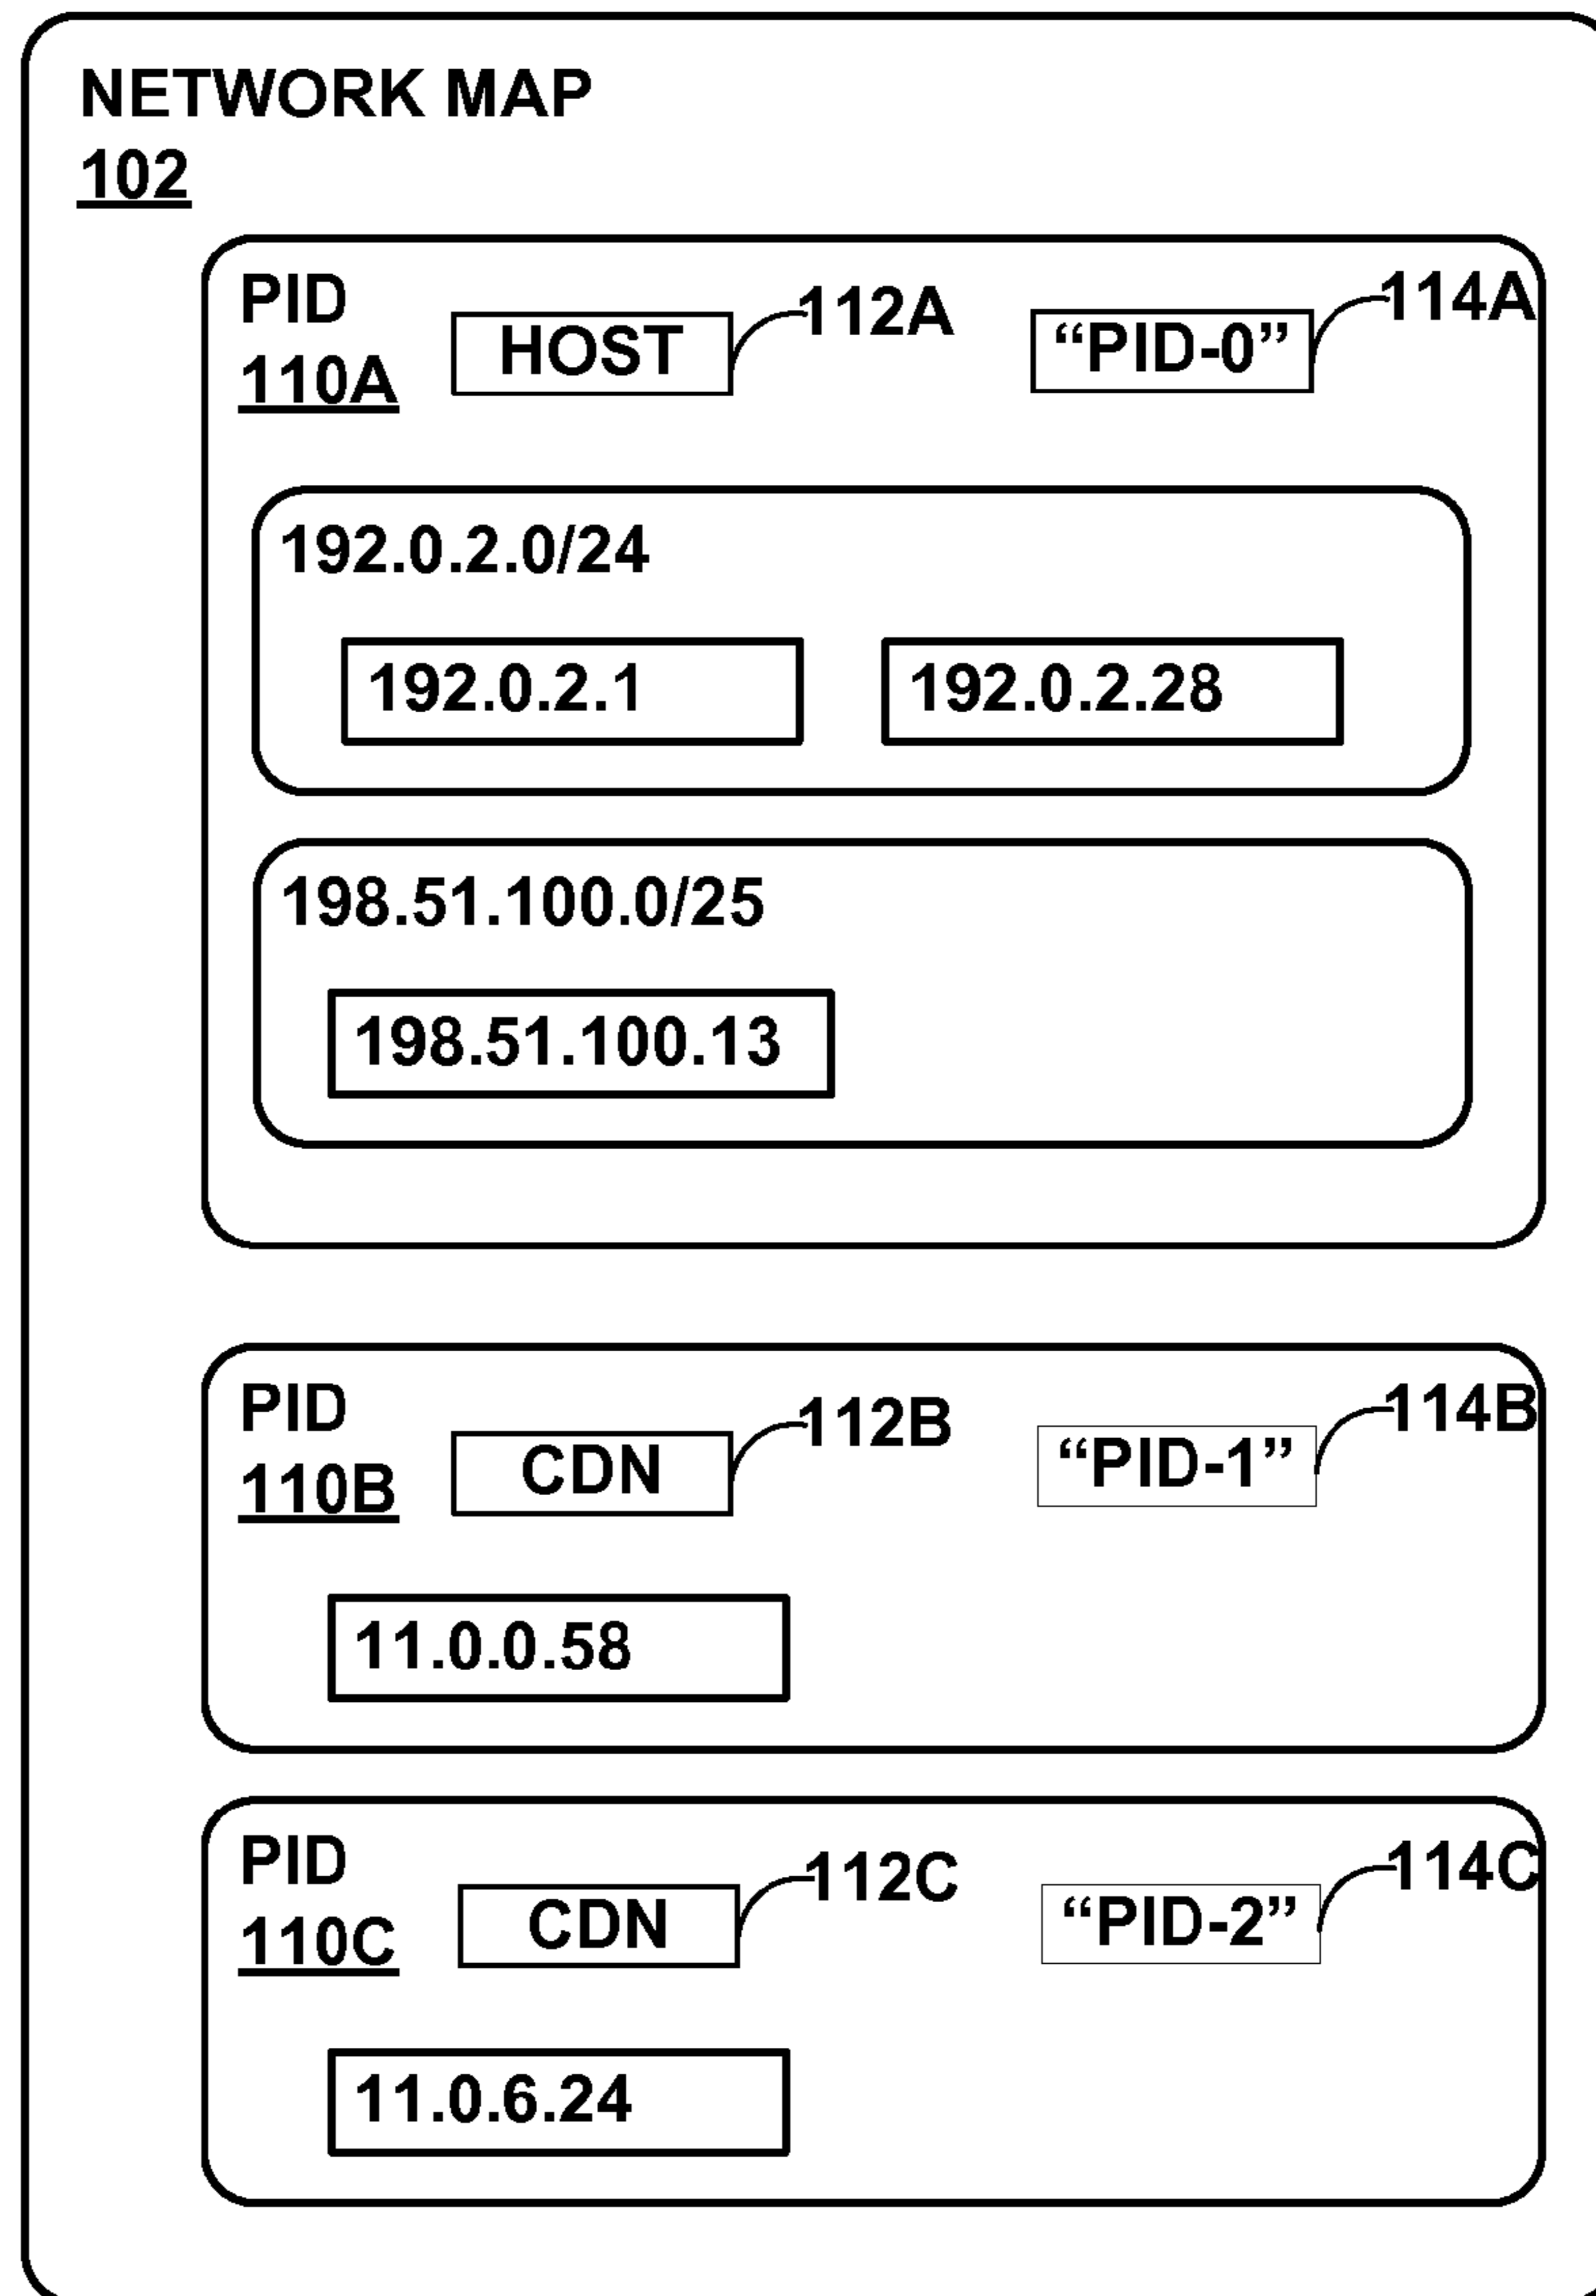 NETWORK MAP
102
PID
110A
HOST
112A
“PID-0”
114A
192.0.2.0/24
192.0.2.1
192.0.2.28
198.51.100.0/25
198.51.100.13
PID
110B
CDN
112B
“PID-1”
114B
11.0.0.58
PID
110C
CDN
112C
“PID-2”
114C
11.0.6.24